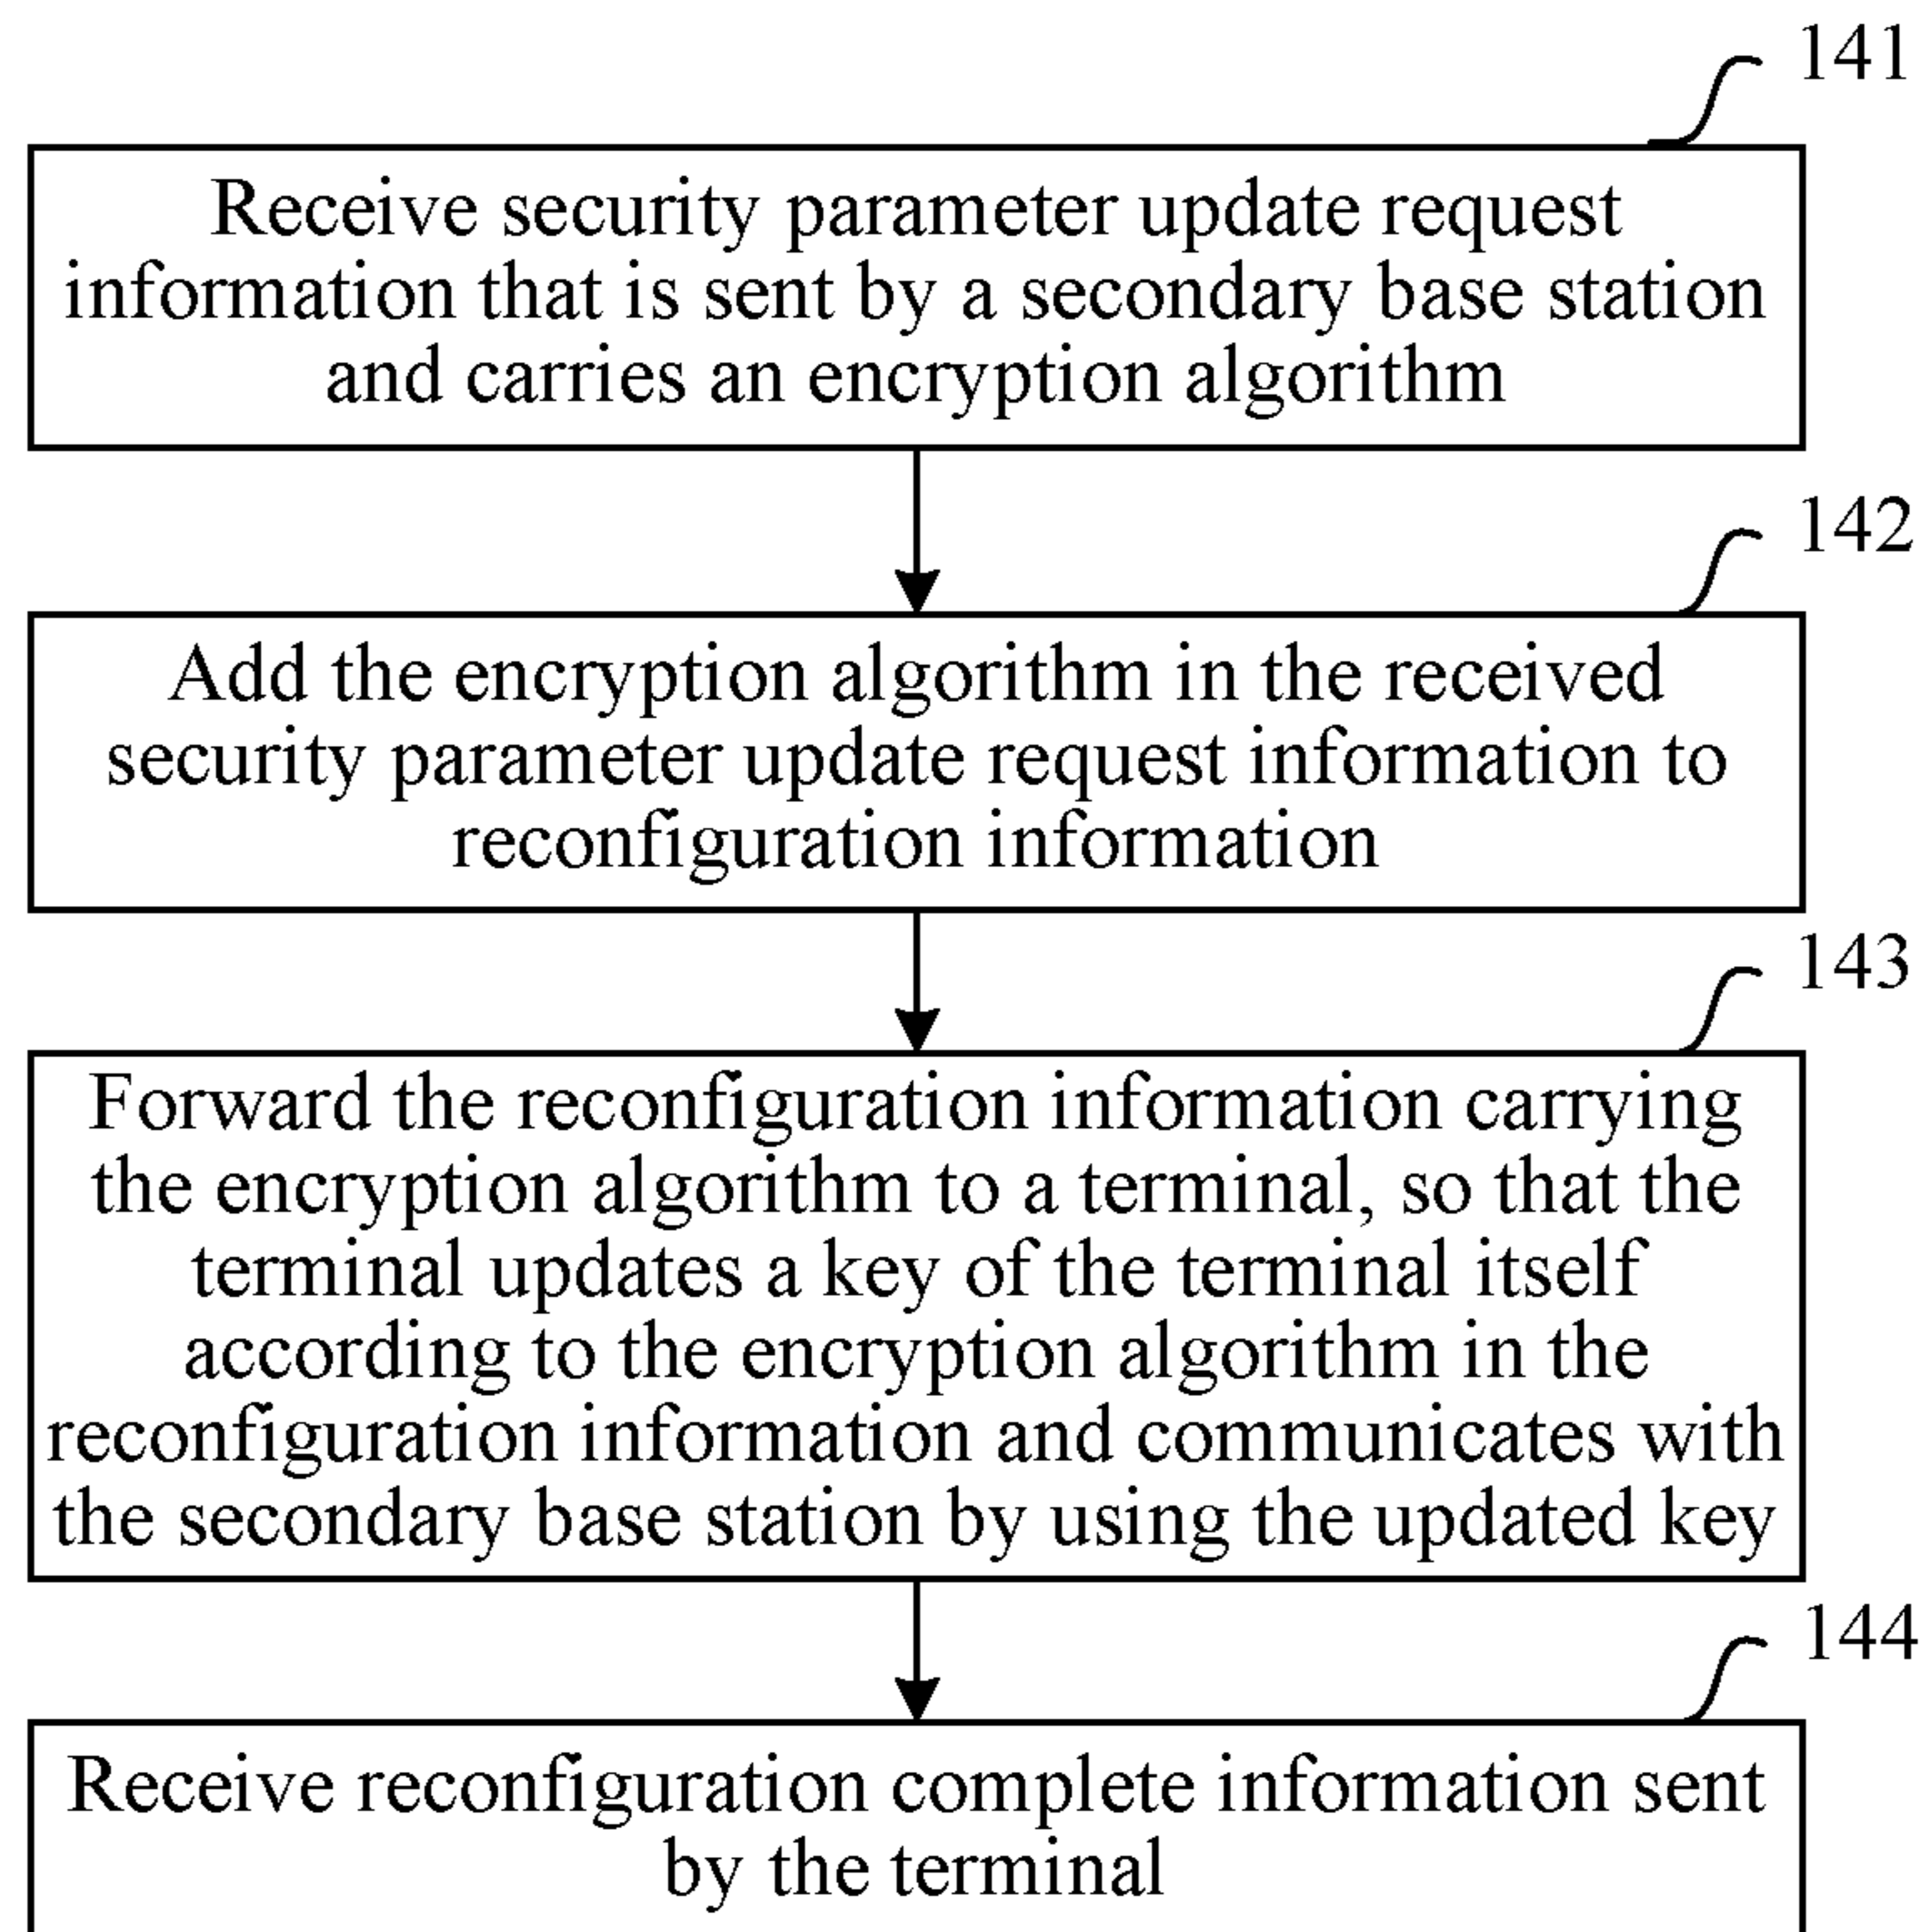 141
Receive security parameter update request
information that is sent by a secondary base station
and carries an encryption algorithm
142
Add the encryption algorithm in the received
security parameter update request information to
reconfiguration information
143
Forward the reconfiguration information carrying
the encryption algorithm to a terminal, so that the
terminal updates a key of the terminal itself
according to the encryption algorithm in the
reconfiguration information and communicates with
the secondary base station by using the updated key
144
Receive reconfiguration complete information sent
by the terminal